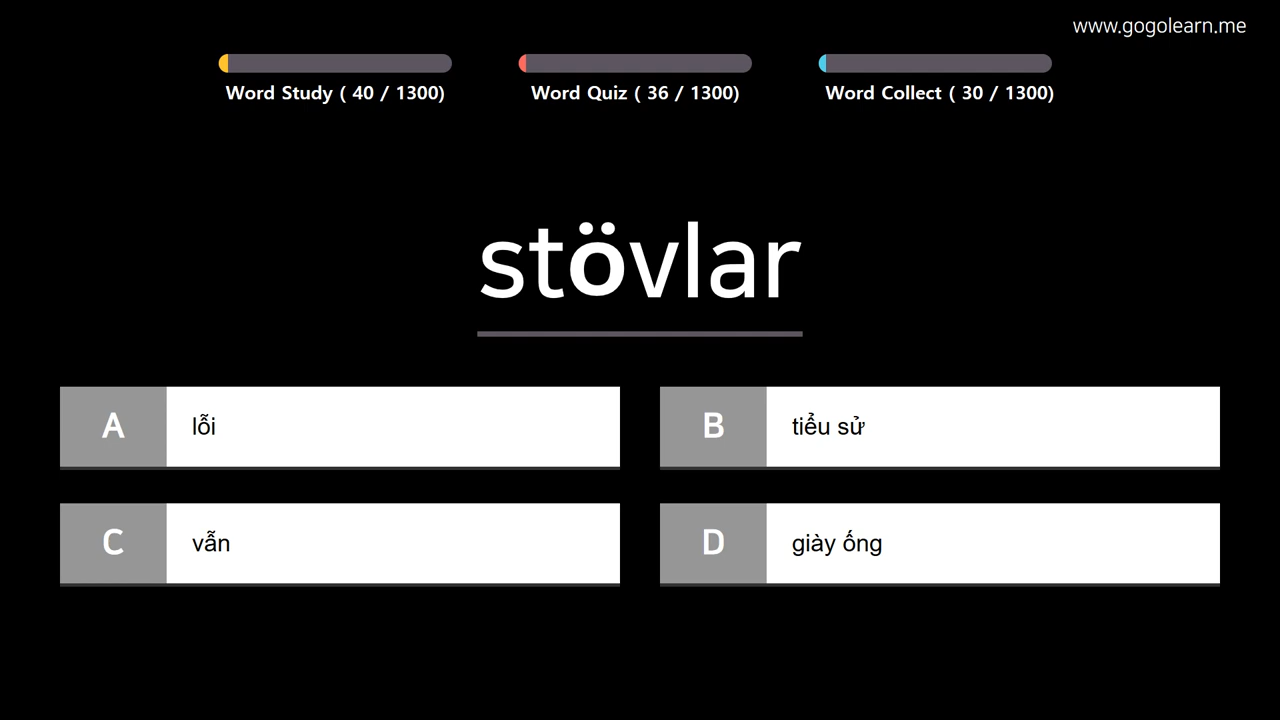 www.gogolearn.me
Word Study ( 40 / 1300)
Word Quiz ( 36 / 1300)
Word Collect ( 30 / 1300)
stövlar
A lỗi
B tiểu sử
C vẫn
D giày ống